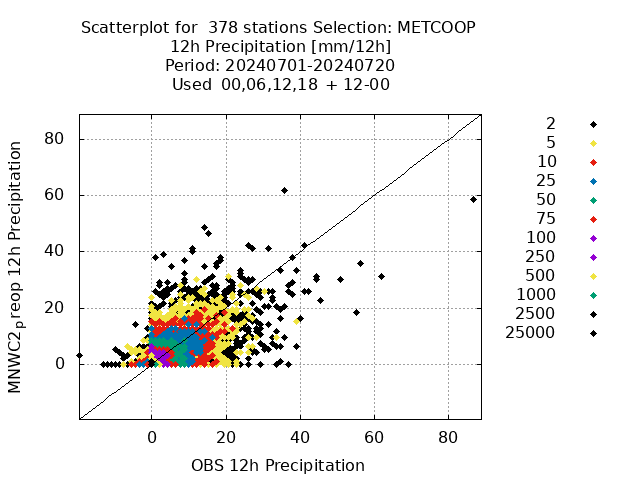 Scatterplot for  378 stations Selection: METCOOP
12h Precipitation [mm/12h]
Period: 20240701-20240720
Used  00,06,12,18  + 12-00
MNWC2preop 12h Precipitation
80
60
40
20
0
0 20 40 60 80
OBS 12h Precipitation
2
5
10
25
50
75
100
250
500
1000
2500
25000